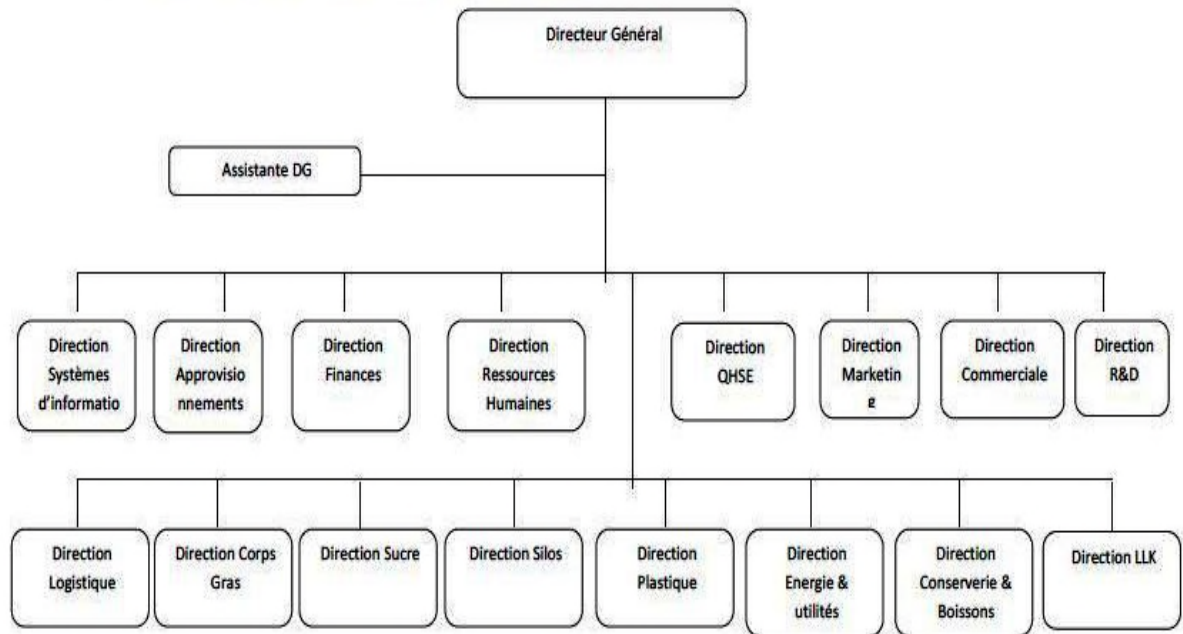 Directeur Général
Assistante DG
Direction
Systèmes
d'informatio
Direction
Approvisio
nnements
Direction
Finances
Direction
Ressources
Humaines
Direction
QHSE
Direction
Marketin
g
Direction
Commerciale
Direction
R&D
Direction
Logistique
Direction Corps
Gras
Direction Sucre
Direction Silos
Direction
Plastique
Direction
Energie &
utilités
Direction
Conserverie &
Boissons
Direction LLK